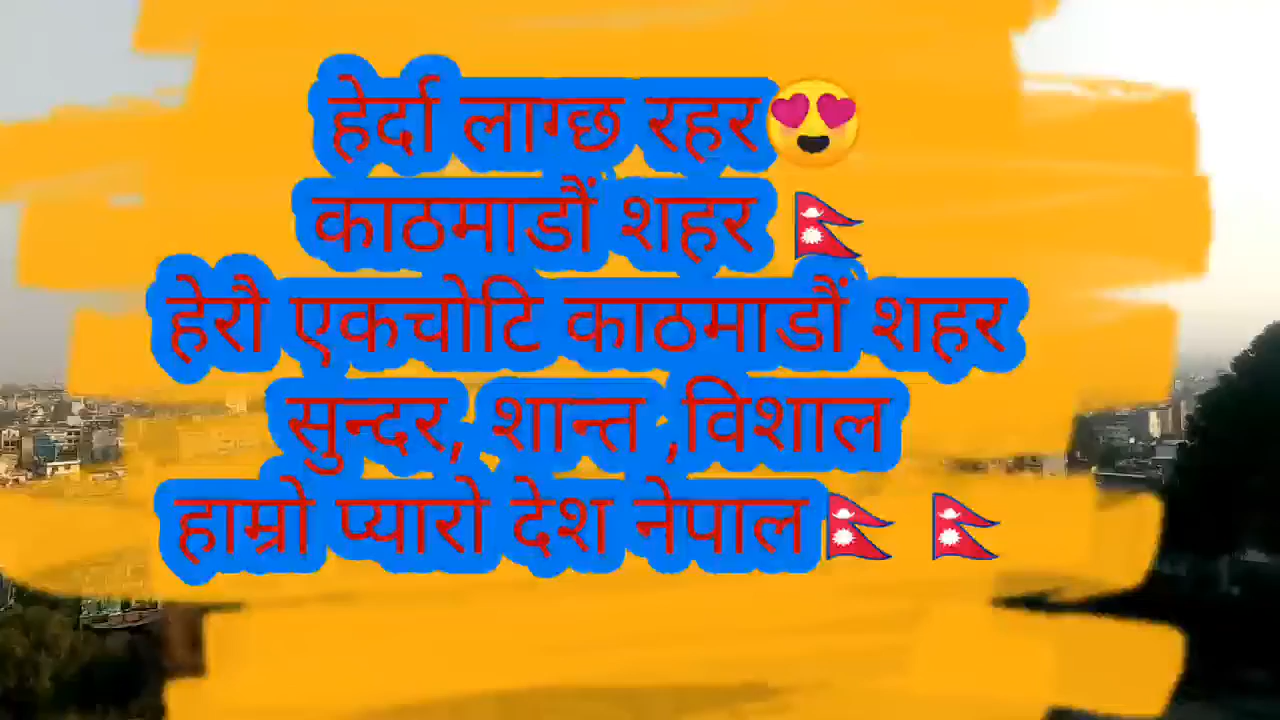 हेर्दा लाग्छ रहर😍
काठमाडौं शहर 🇳🇵
हेरौ एकचोटि काठमाडौं शहर
सुन्दर, शान्त ,विशाल
हाम्रो प्यारो देश नेपाल🇳🇵 🇳🇵